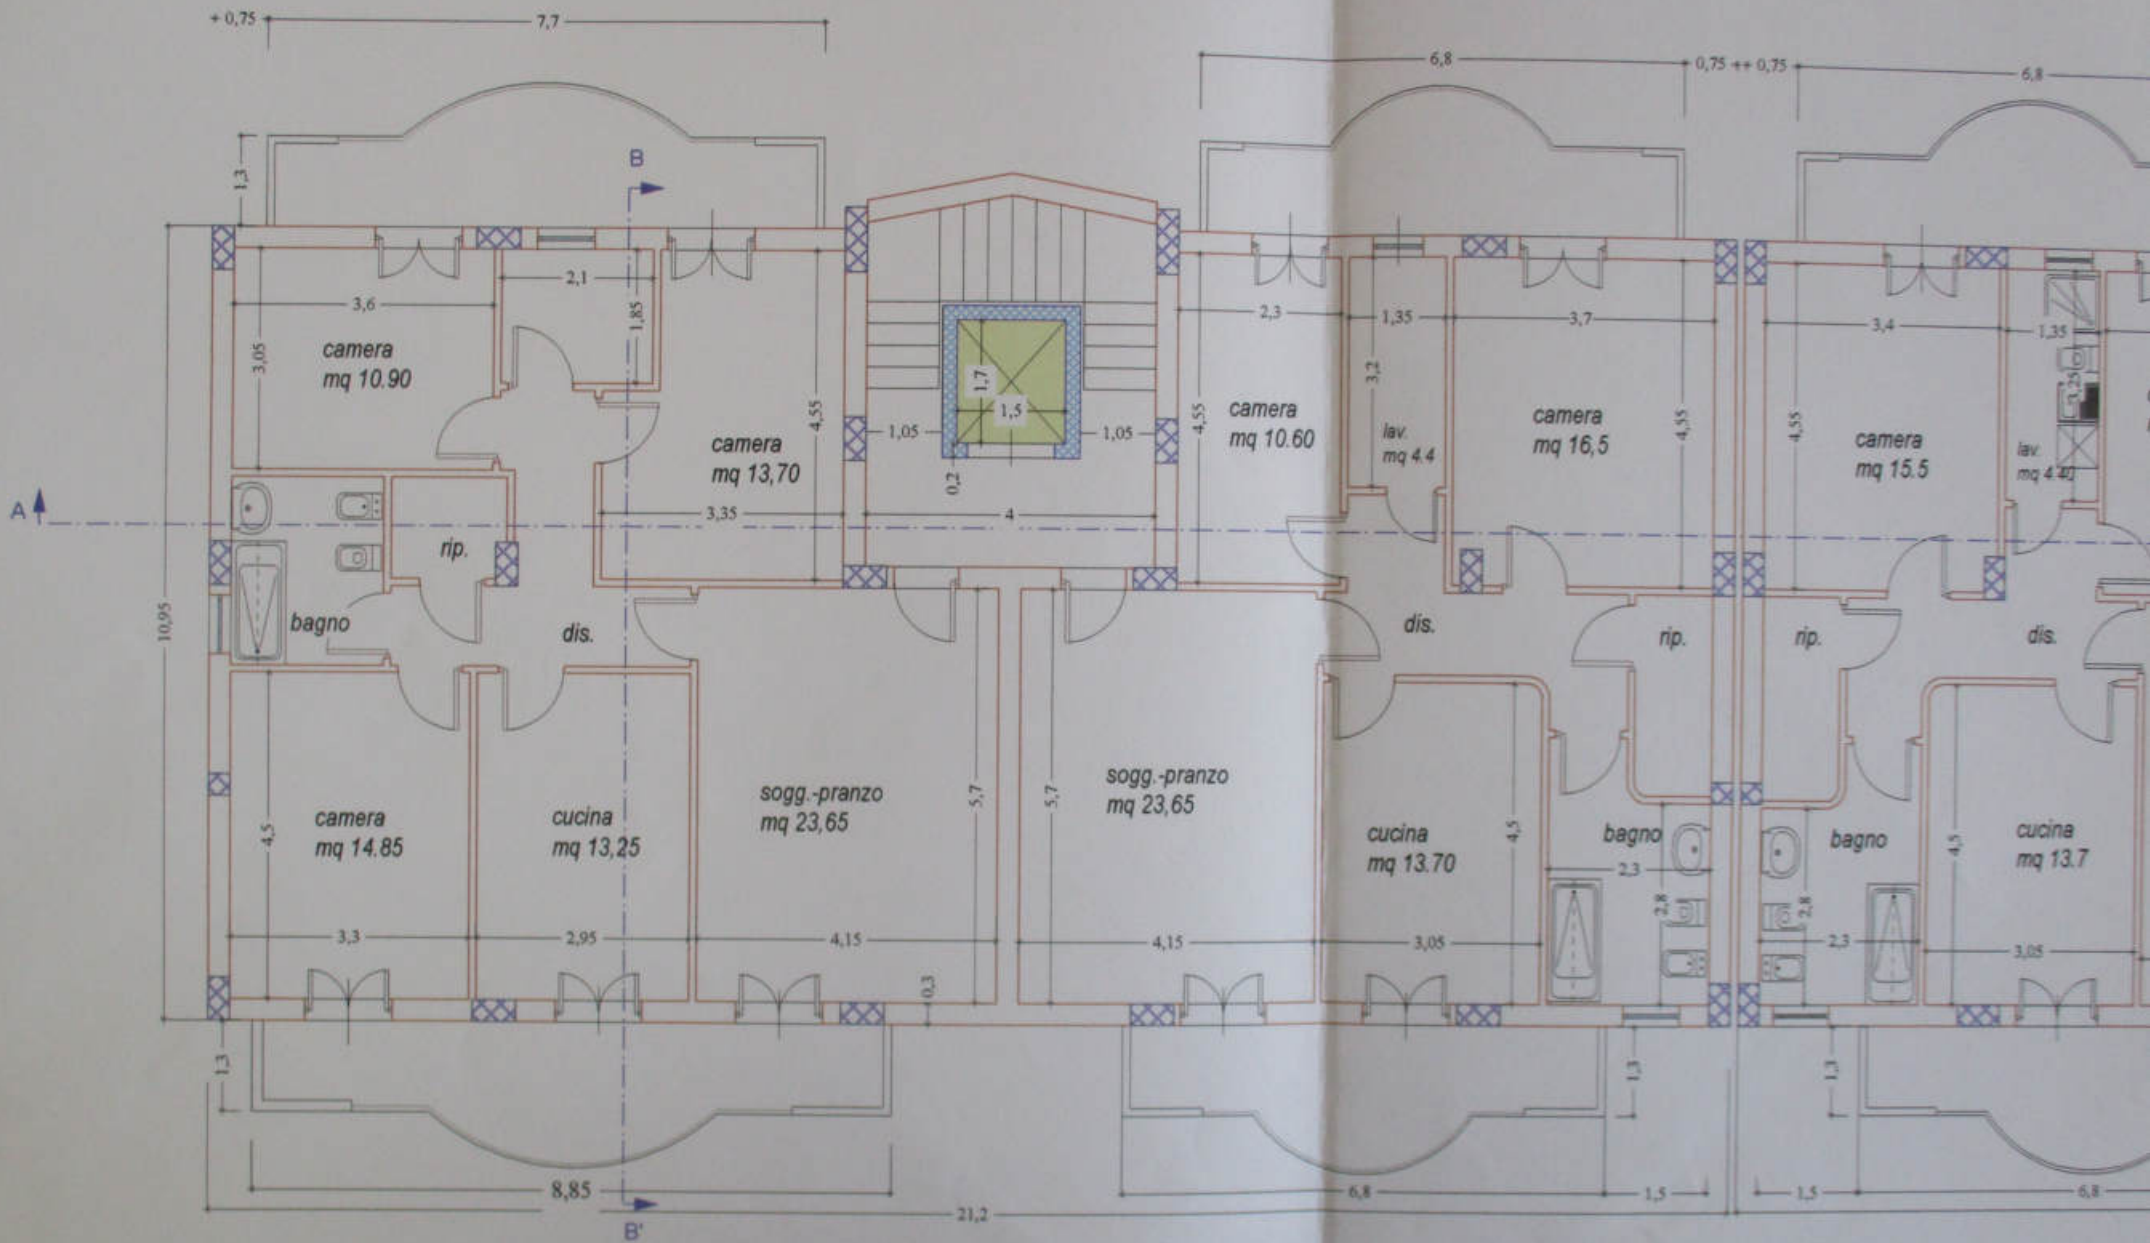 + 0,75
7,7
6,8
0,75 ++ 0,75
6,8
1,3
B
3,6
2,1
1,85
3,05
camera
mq 10.90
camera
mq 13,70
4,55
3,35
1,7
1,5
1,05
1,05
0,2
4
2,3
1,35
3,7
3,4
1,35
4,55
3,2
camera
mq 10.60
lav.
mq 4.4
camera
mq 16,5
4,55
4,55
camera
mq 15.5
lav.
mq 4.40
3,25
A
10,95
rip.
bagno
dis.
dis.
rip.
rip.
dis.
camera
mq 14.85
4,5
cucina
mq 13,25
sogg.-pranzo
mq 23,65
5,7
5,7
sogg.-pranzo
mq 23,65
cucina
mq 13.70
4,5
bagno
2,3
2,8
bagno
2,3
2,8
4,5
cucina
mq 13.7
3,3
2,95
4,15
4,15
3,05
3,05
0,3
1,3
1,3
1,3
8,85
6,8
1,5
1,5
6,8
21,2
B'